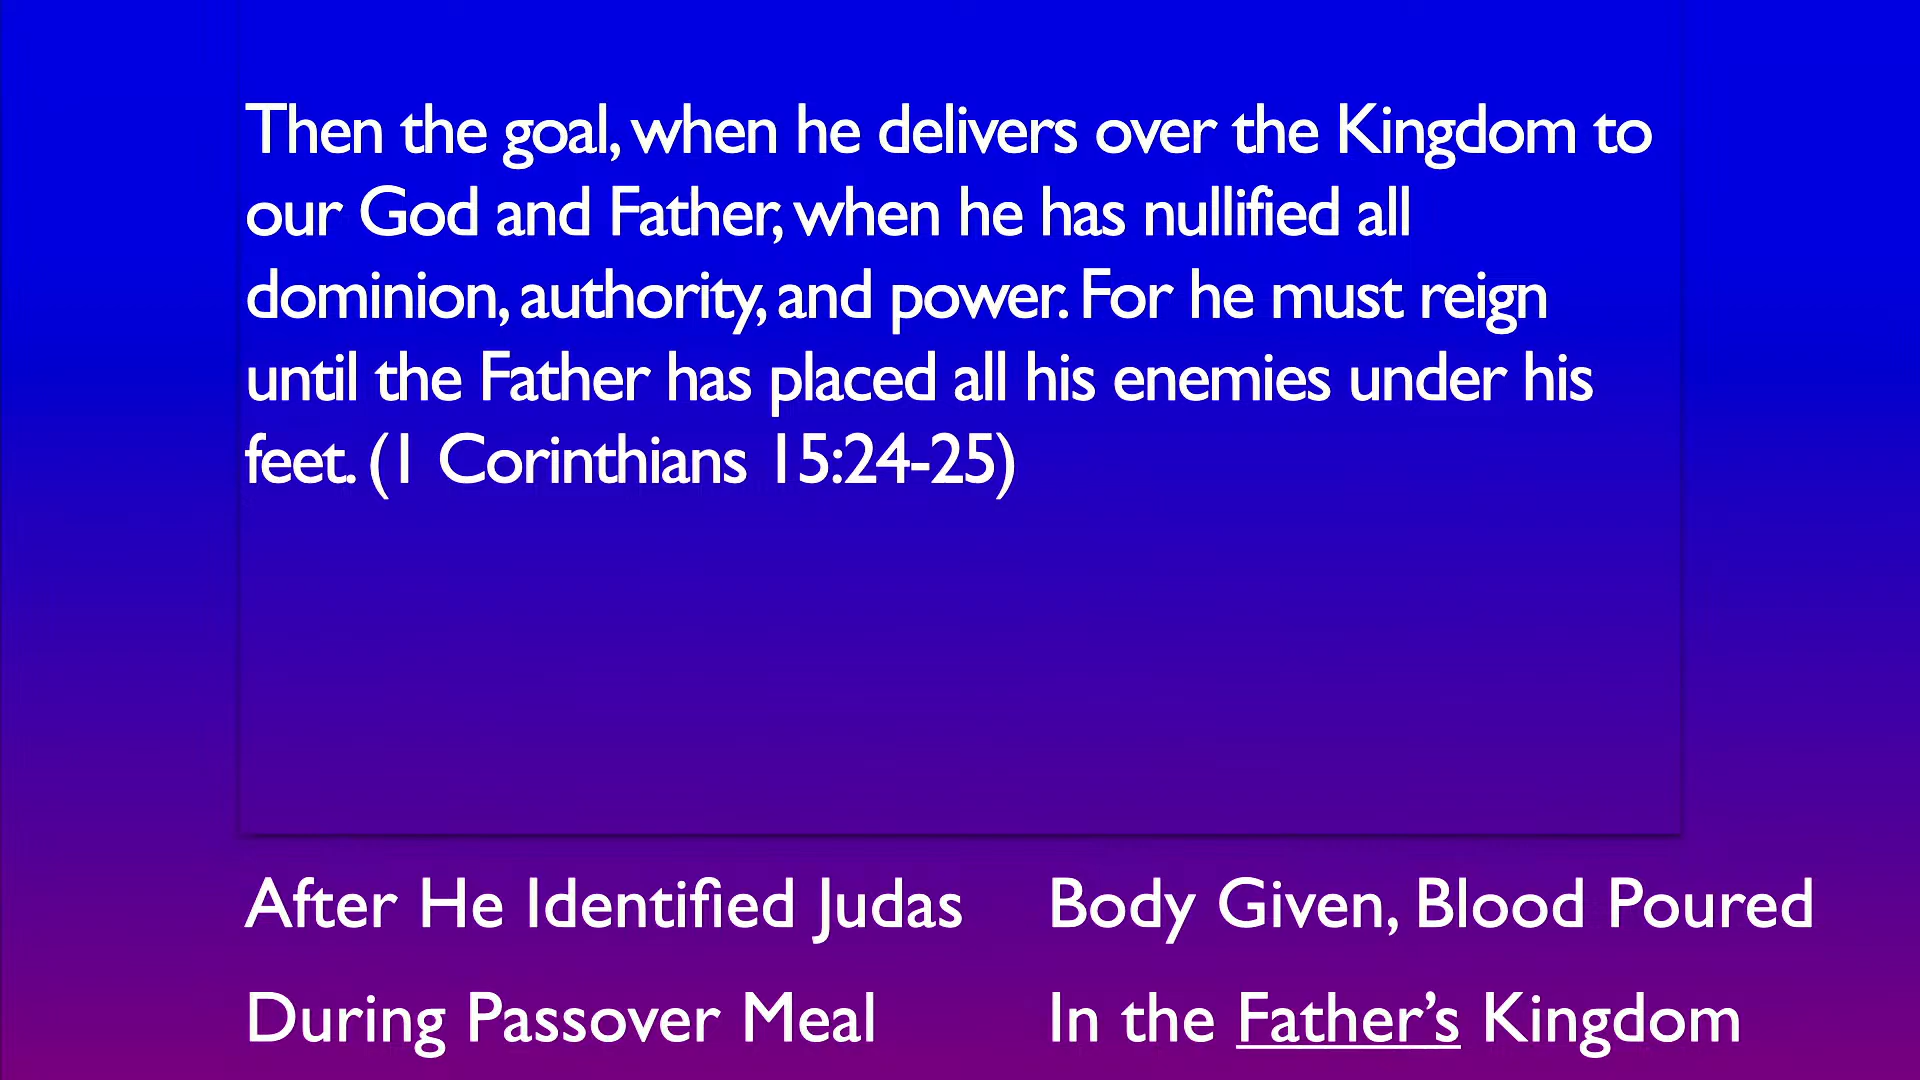 Then the goal, when he delivers over the Kingdom to
our God and Father, when he has nullified all
dominion, authority, and power. For he must reign
until the Father has placed all his enemies under his
feet. (1 Corinthians 15:24-25)
After He Identified Judas
During Passover Meal
Body Given, Blood Poured
In the Father’s Kingdom